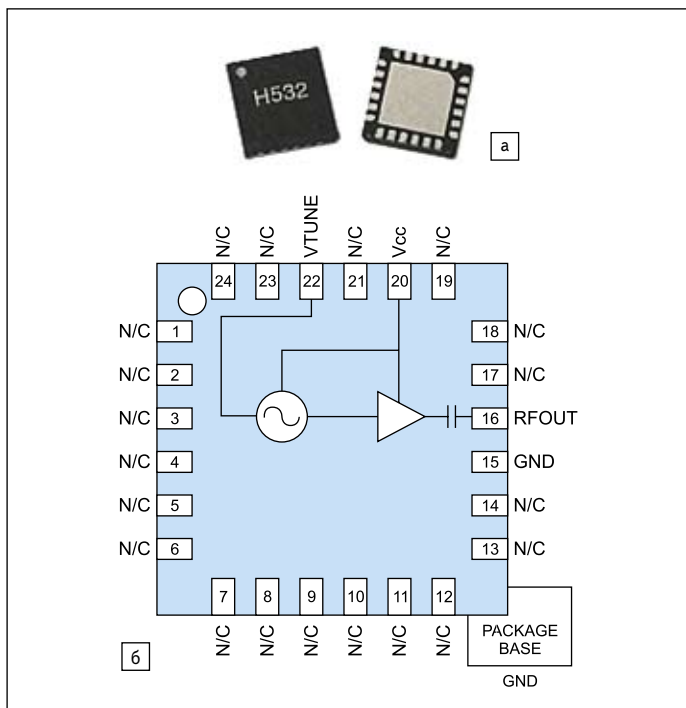 H532
а
N/C
N/C
VTUNE
N/C
Vcc
N/C
24
23
22
21
20
19
N/C 1
18 N/C
N/C 2
17 N/C
N/C 3
16 RFOUT
N/C 4
15 GND
N/C 5
14 N/C
N/C 6
13 N/C
7
8
9
10
11
12
N/C
N/C
N/C
N/C
N/C
N/C
PACKAGE
BASE
GND
б